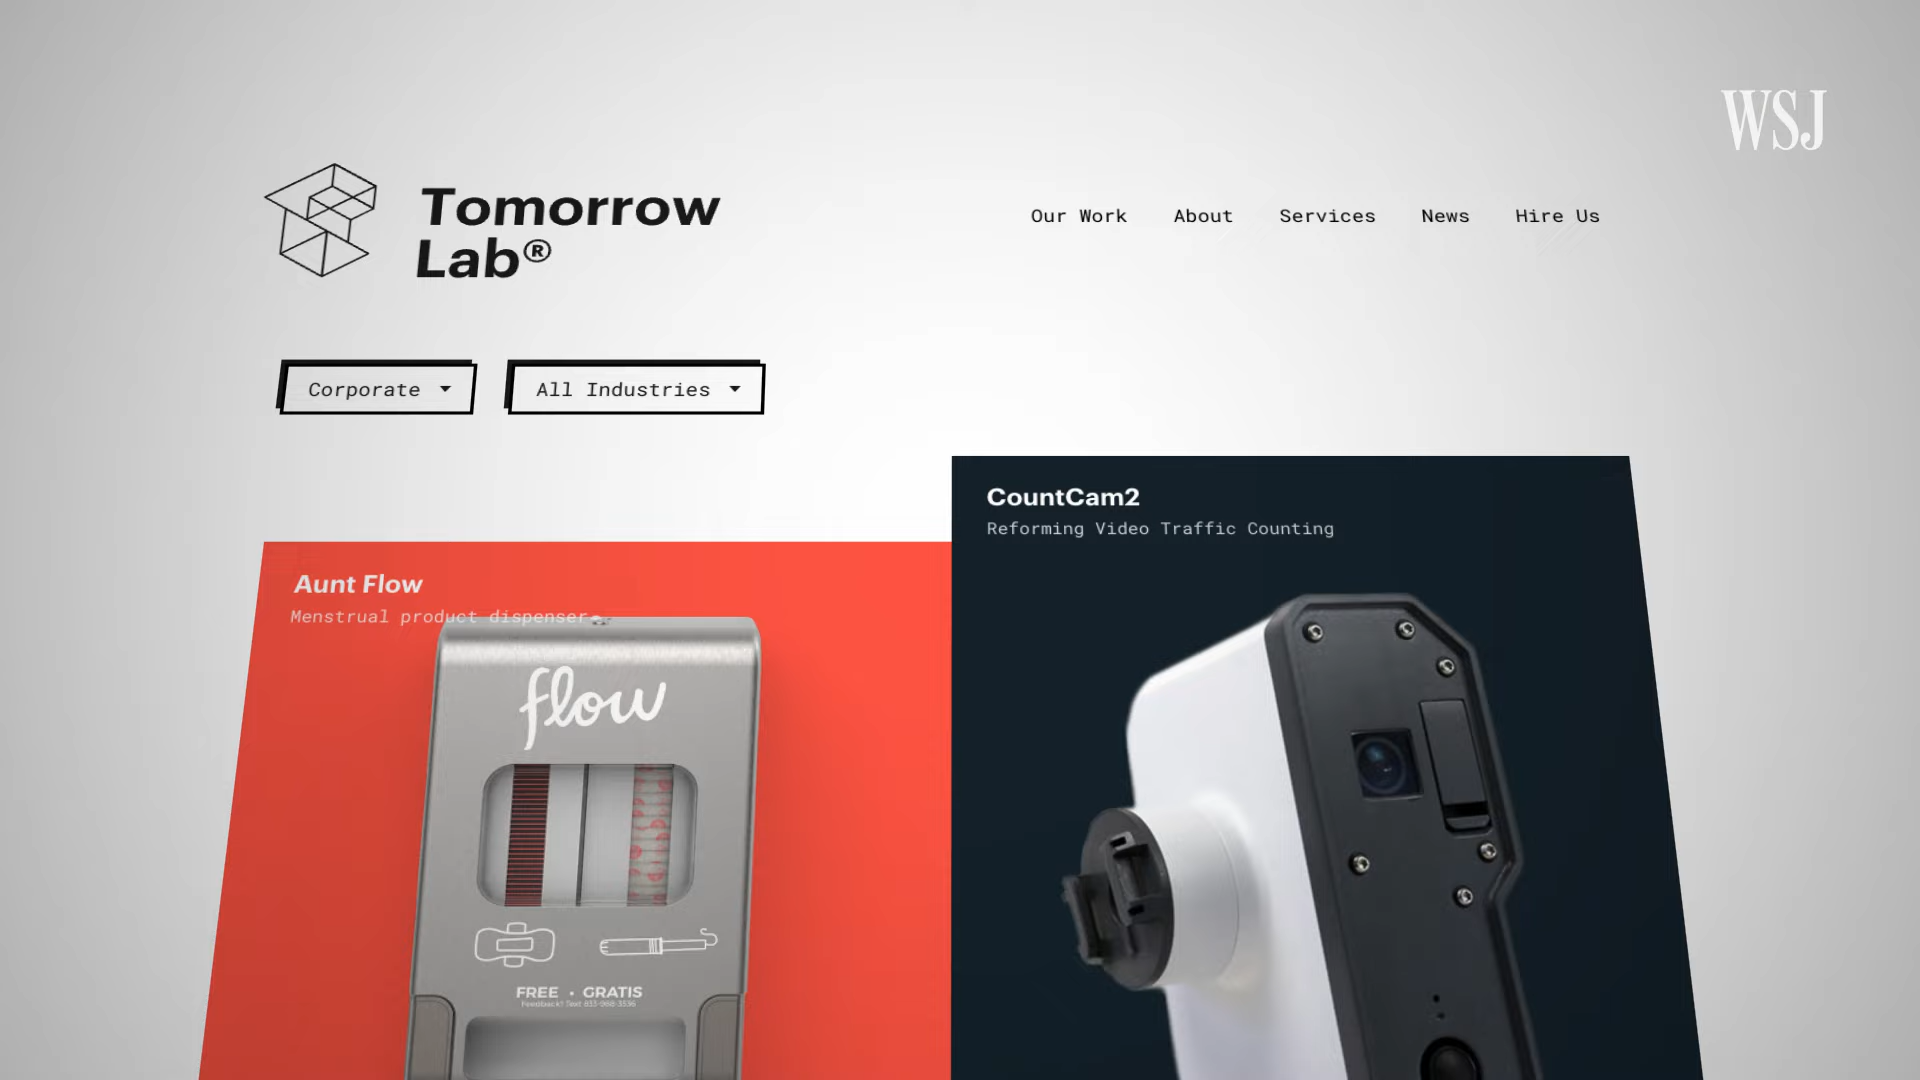 WSJ
Tomorrow
Lab®
Our Work About Services News Hire Us
Corporate All Industries
CountCam2
Reforming Video Traffic Counting
Aunt Flow
Menstrual product dispenser
flow
FREE • GRATIS